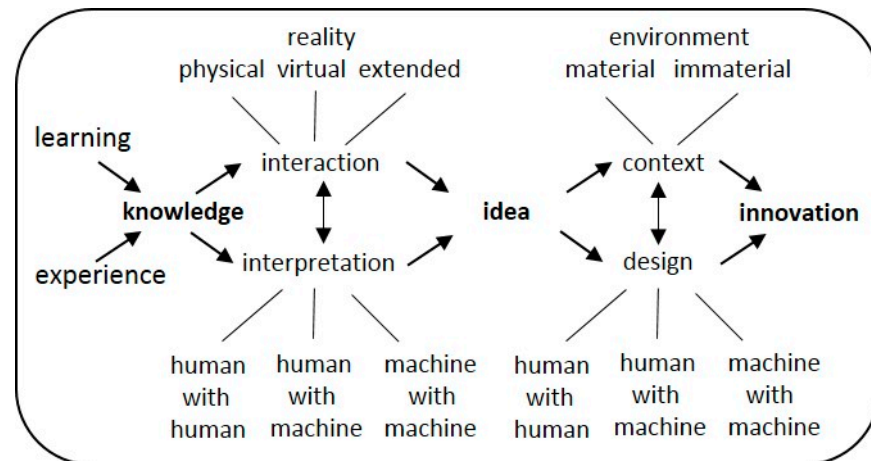 reality
physical virtual extended
environment
material immaterial
learning
interaction
context
knowledge
idea
innovation
experience
interpretation
design
human
with
human
human
with
machine
machine
with
machine
human
with
human
human
with
machine
machine
with
machine